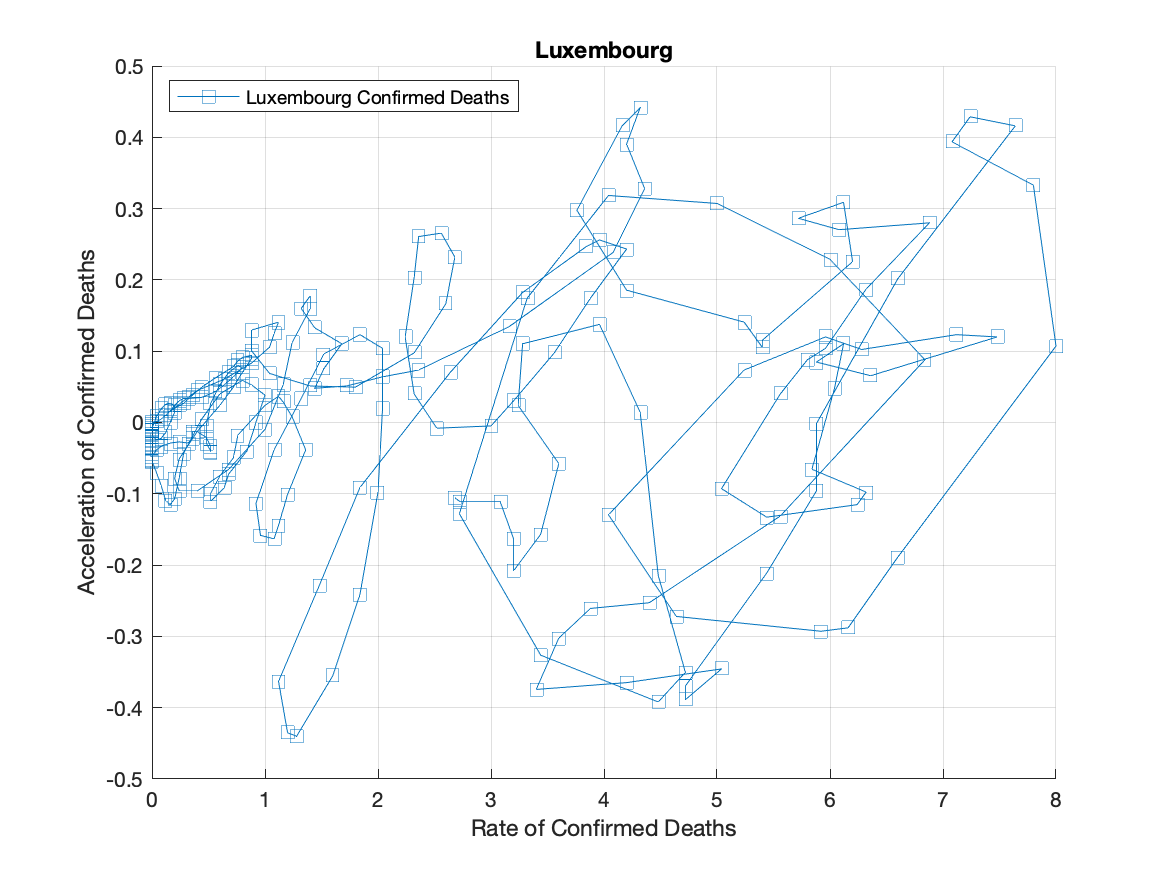 Luxembourg
Luxembourg Confirmed Deaths
0.5
0.4
0.3
0.2
0.1
0
-0.1
-0.2
-0.3
-0.4
-0.5
Acceleration of Confirmed Deaths
0 1 2 3 4 5 6 7 8
Rate of Confirmed Deaths